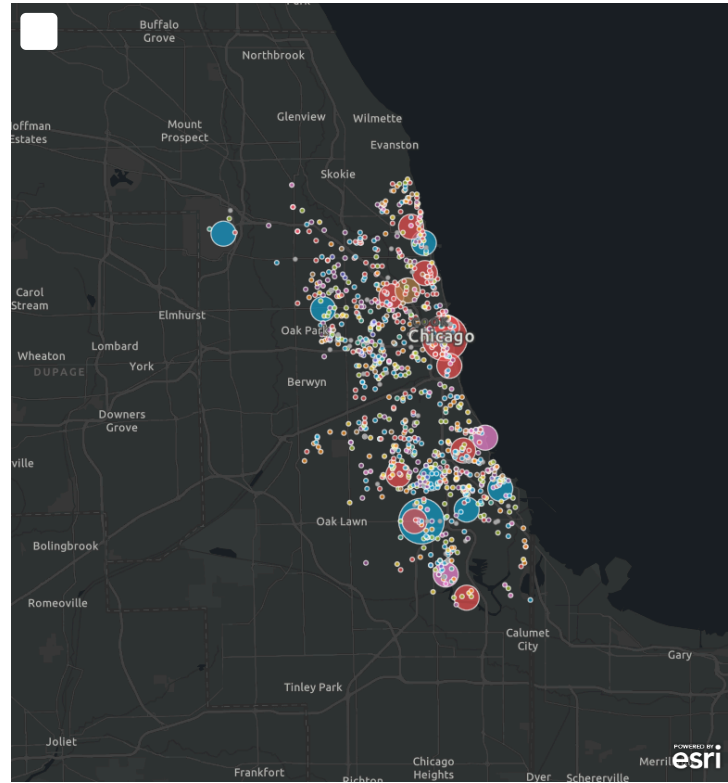 Buffalo
Grove
Northbrook
Glenview
Wilmette
Mount
Prospect
Evanston
Skokie
Estates
Carol
Stream
Elmhurst
Oak Park
Chicago
Lombard
Wheaton
York
DUPAGE
Berwyn
Downers
Grove
ville
Oak Lawn
Bolingbrook
Romeoville
Calumet
City
Gary
Tinley Park
Joliet
POWERED BY
esri
Frankfort
Chicago
Heights
Dyer
Schererville